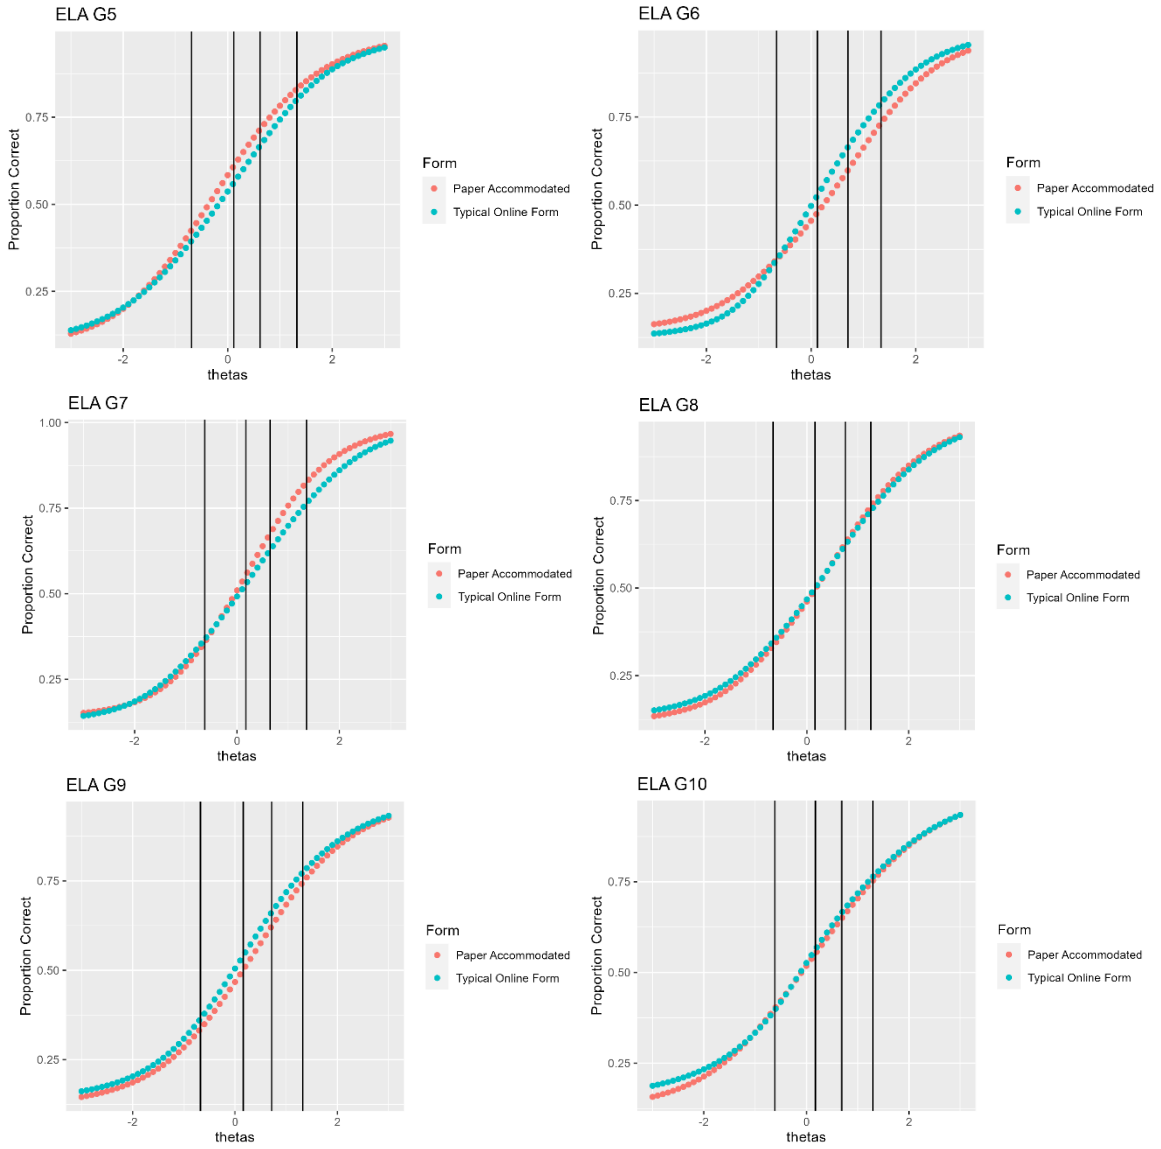 ELA G5
Proportion Correct
0.75
0.50
0.25
-2
0
2
thetas
Form
Paper Accommodated
Typical Online Form
ELA G6
Proportion Correct
0.75
0.50
0.25
-2
0
2
thetas
Form
Paper Accommodated
Typical Online Form
ELA G7
Proportion Correct
1.00
0.75
0.50
0.25
-2
0
2
thetas
Form
Paper Accommodated
Typical Online Form
ELA G8
Proportion Correct
0.75
0.50
0.25
-2
0
2
thetas
Form
Paper Accommodated
Typical Online Form
ELA G9
Proportion Correct
0.75
0.50
0.25
-2
0
2
thetas
Form
Paper Accommodated
Typical Online Form
ELA G10
Proportion Correct
0.75
0.50
0.25
-2
0
2
thetas
Form
Paper Accommodated
Typical Online Form